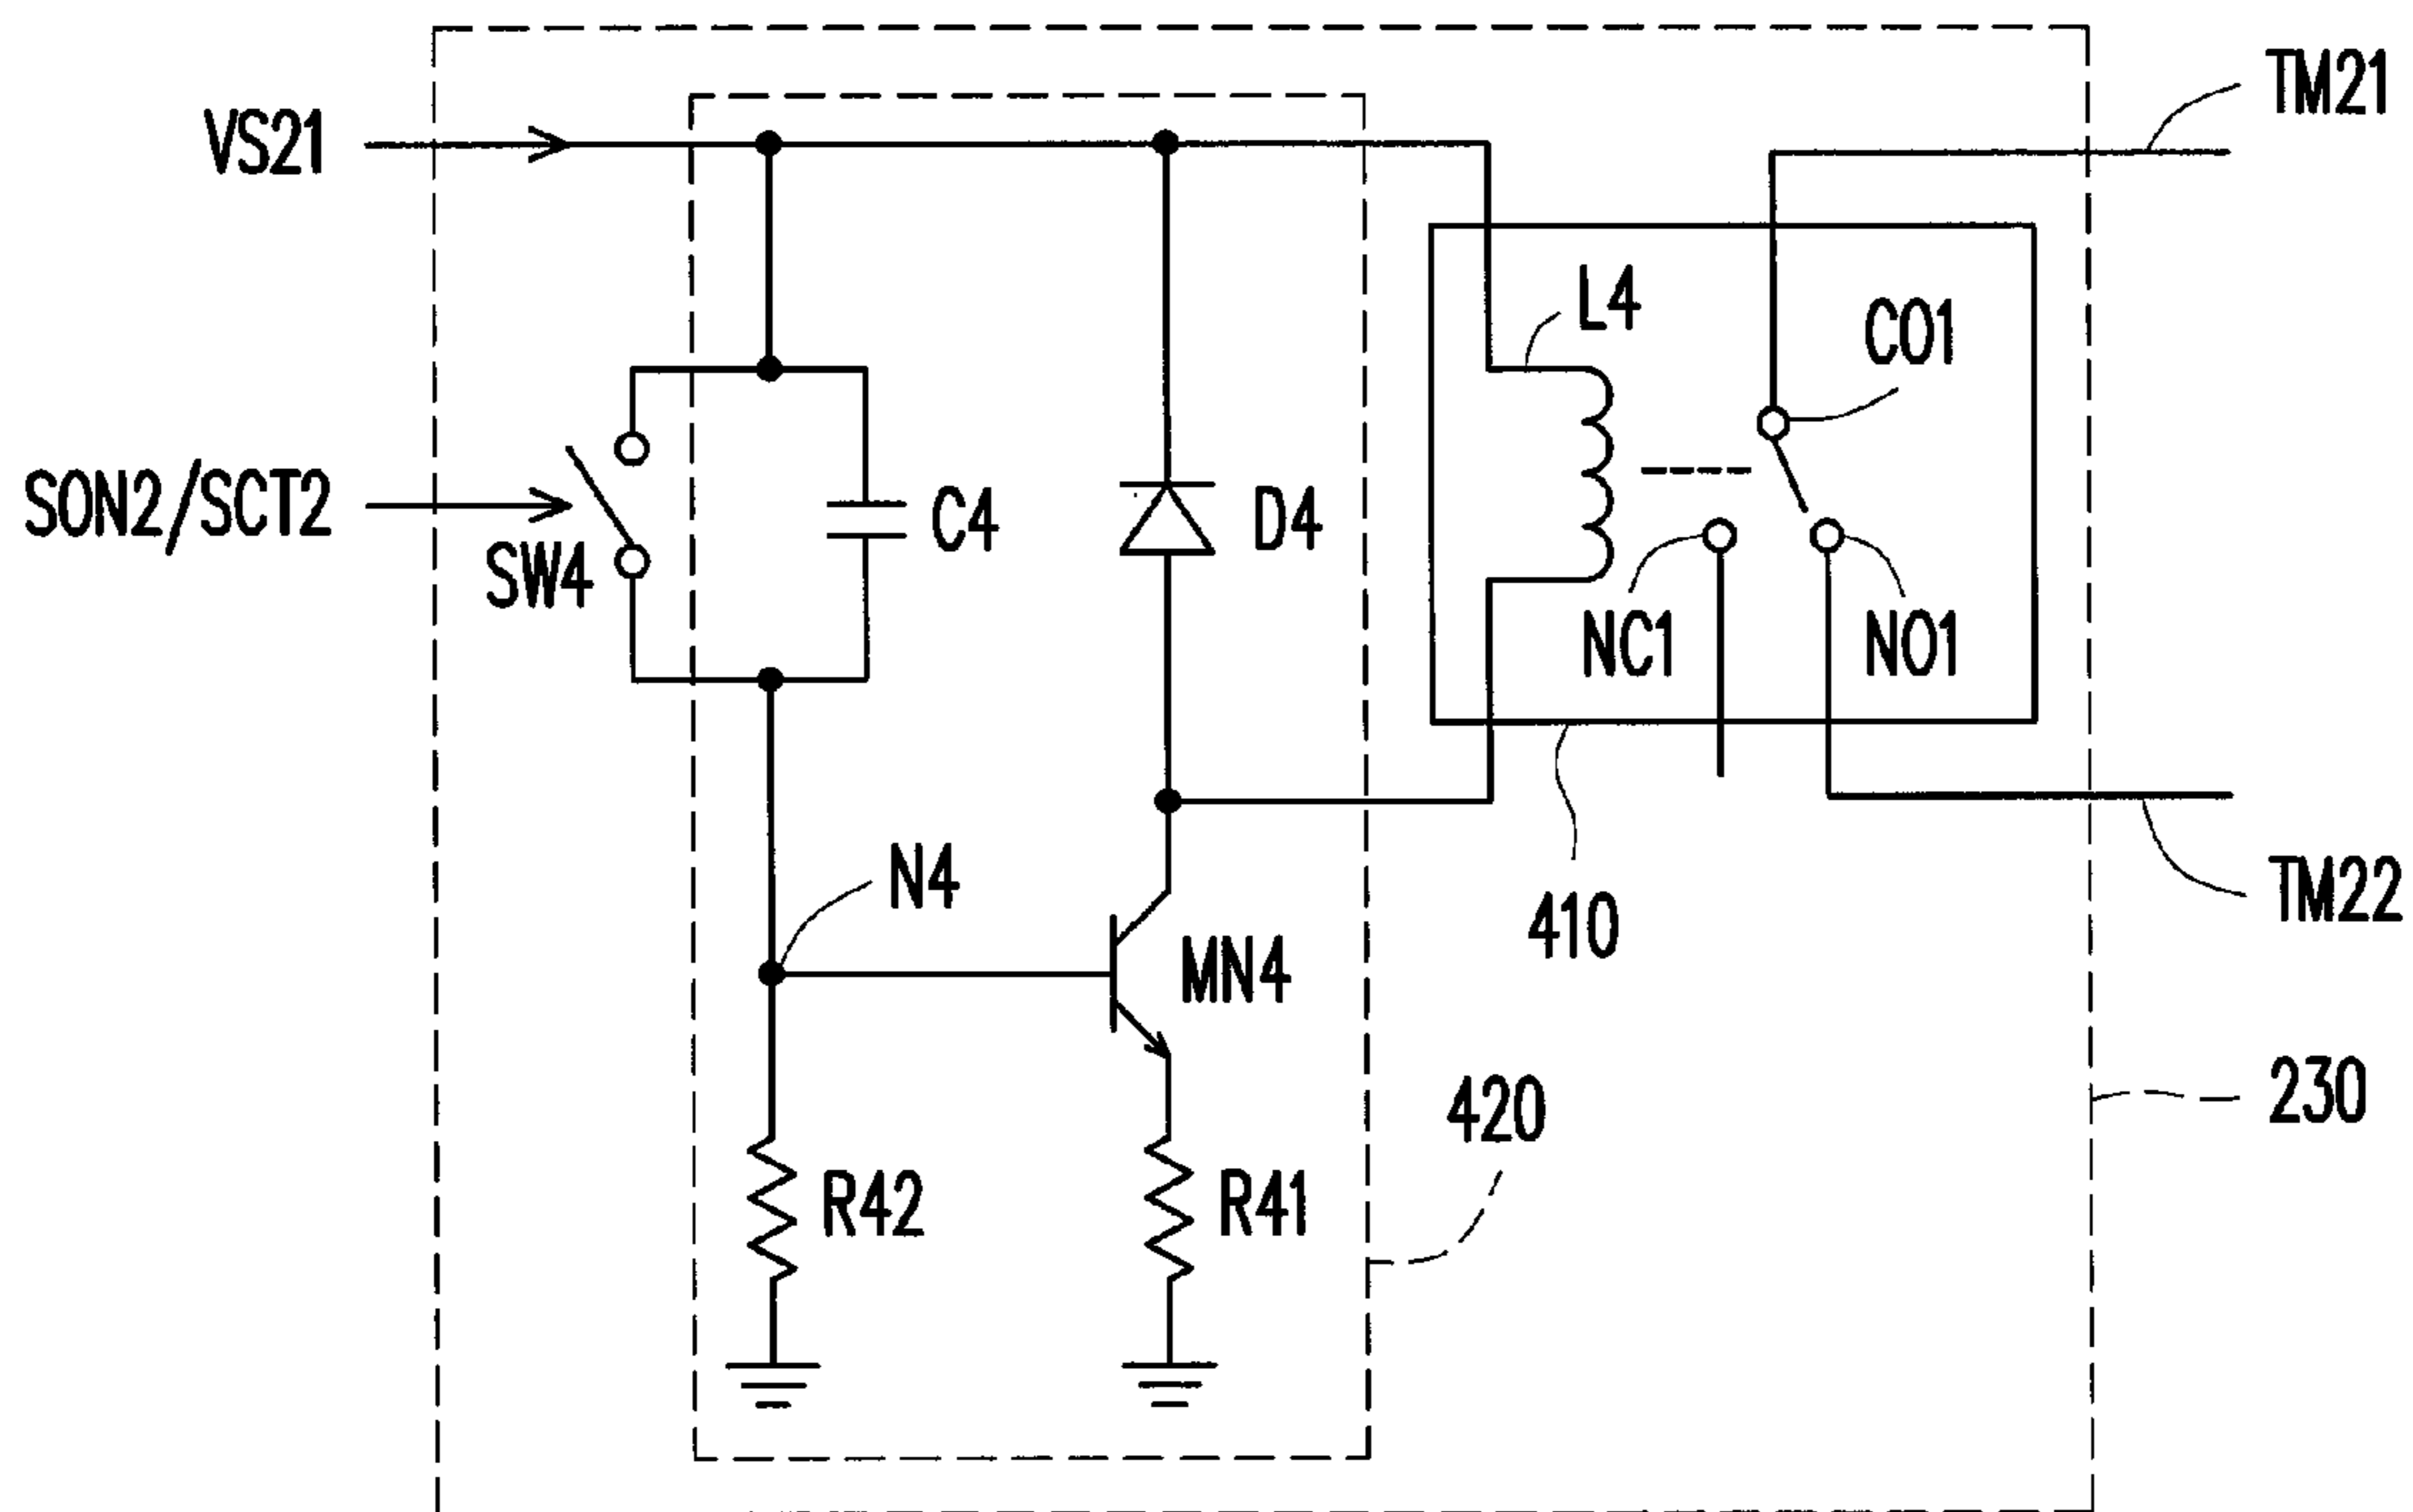 TM21
VS21
L4
CO1
SON2/SCT2
C4
D4
SW4
NC1
NO1
N4
TM22
410
MN4
230
420
R42
R41